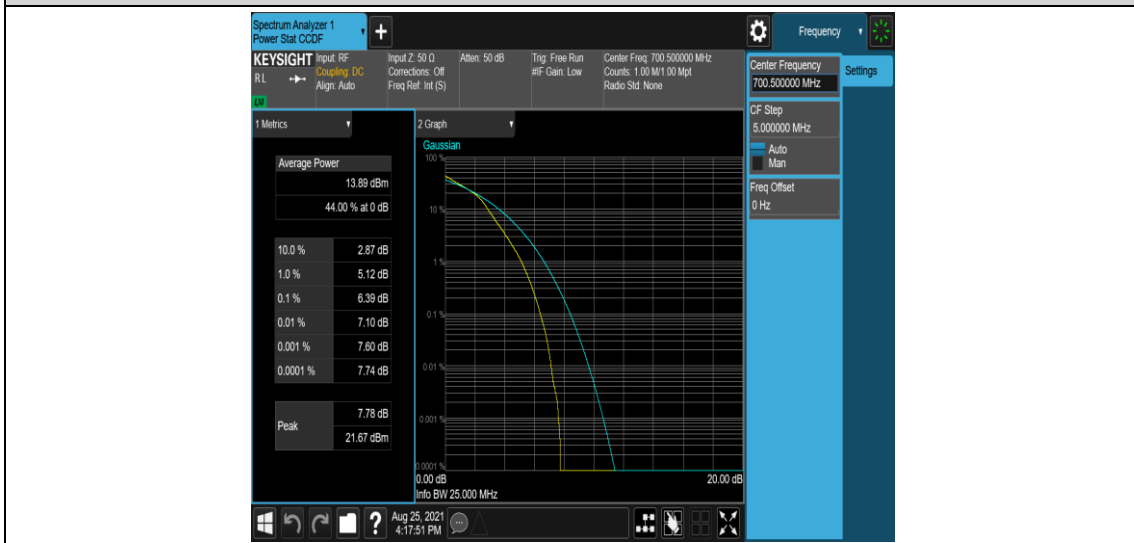 Spectrum Analyzer 1
Power Stat CCDF
Frequency
KEYSIGHT
RL
LXI
Input: RF
Coupling: DC
Align: Auto
Input Z: 50 Ω
Corrections: Off
Freq Ref: Int (S)
Atten: 50 dB
Trig: Free Run
#IF Gain: Low
Center Freq: 700.500000 MHz
Counts: 1.00 M/1.00 Mpt
Radio Std: None
Center Frequency
700.500000 MHz
Settings
CF Step
5.000000 MHz
Auto
Man
Freq Offset
0 Hz
1 Metrics
Average Power
13.89 dBm
44.00 % at 0 dB
10.0 % 2.87 dB
1.0 % 5.12 dB
0.1 % 6.39 dB
0.01 % 7.10 dB
0.001 % 7.60 dB
0.0001 % 7.74 dB
Peak
7.78 dB
21.67 dBm
2 Graph
Gaussian
100 %
10 %
1 %
0.1 %
0.01 %
0.001 %
0.0001 %
0.00 dB
20.00 dB
Info BW 25.000 MHz
?
Aug 25, 2021
4:17:51 PM